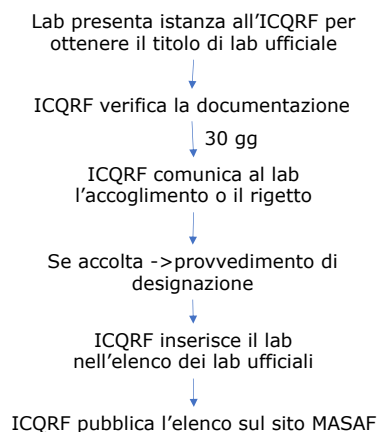 Lab presenta istanza all’ICQRF per
ottenere il titolo di lab ufficiale
ICQRF verifica la documentazione
30 gg
ICQRF comunica al lab
l’accoglimento o il rigetto
Se accolta ->provvedimento di
designazione
ICQRF inserisce il lab
nell’elenco dei lab ufficiali
ICQRF pubblica l’elenco sul sito MASAF